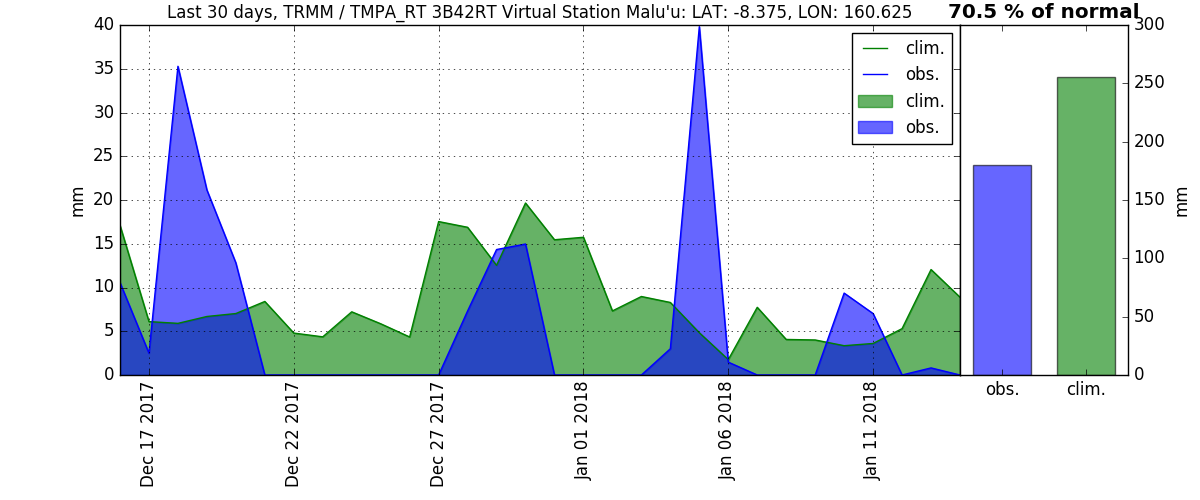 Last 30 days, TRMM / TMPA_RT 3B42RT Virtual Station Malu'u: LAT: -8.375, LON: 160.625
70.5 % of normal
40
35
30
25
20
15
10
5
0
mm
clim.
obs.
clim.
obs.
300
250
200
150
100
50
0
mm
obs.
clim.
Dec 17 2017
Dec 22 2017
Dec 27 2017
Jan 01 2018
Jan 06 2018
Jan 11 2018